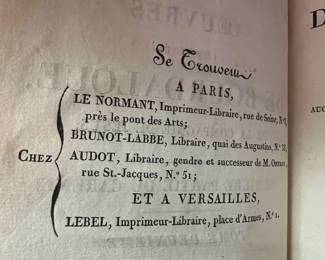 Se Trouvent
A PARIS,
LE NORMANT, Imprimeur-Libraire, rue de Seine,
près le pont des Arts;
BRUNOT-LABBE, Libraire, quai des Augustins,
CHEZ
AUDOT, Libraire, gendre et successeur de M.
rue St.-Jacques, N.º 51;
ET A VERSAILLES,
LEBEL, Imprimeur-Libraire, place d'Armes, N.º 1.
D
AUG